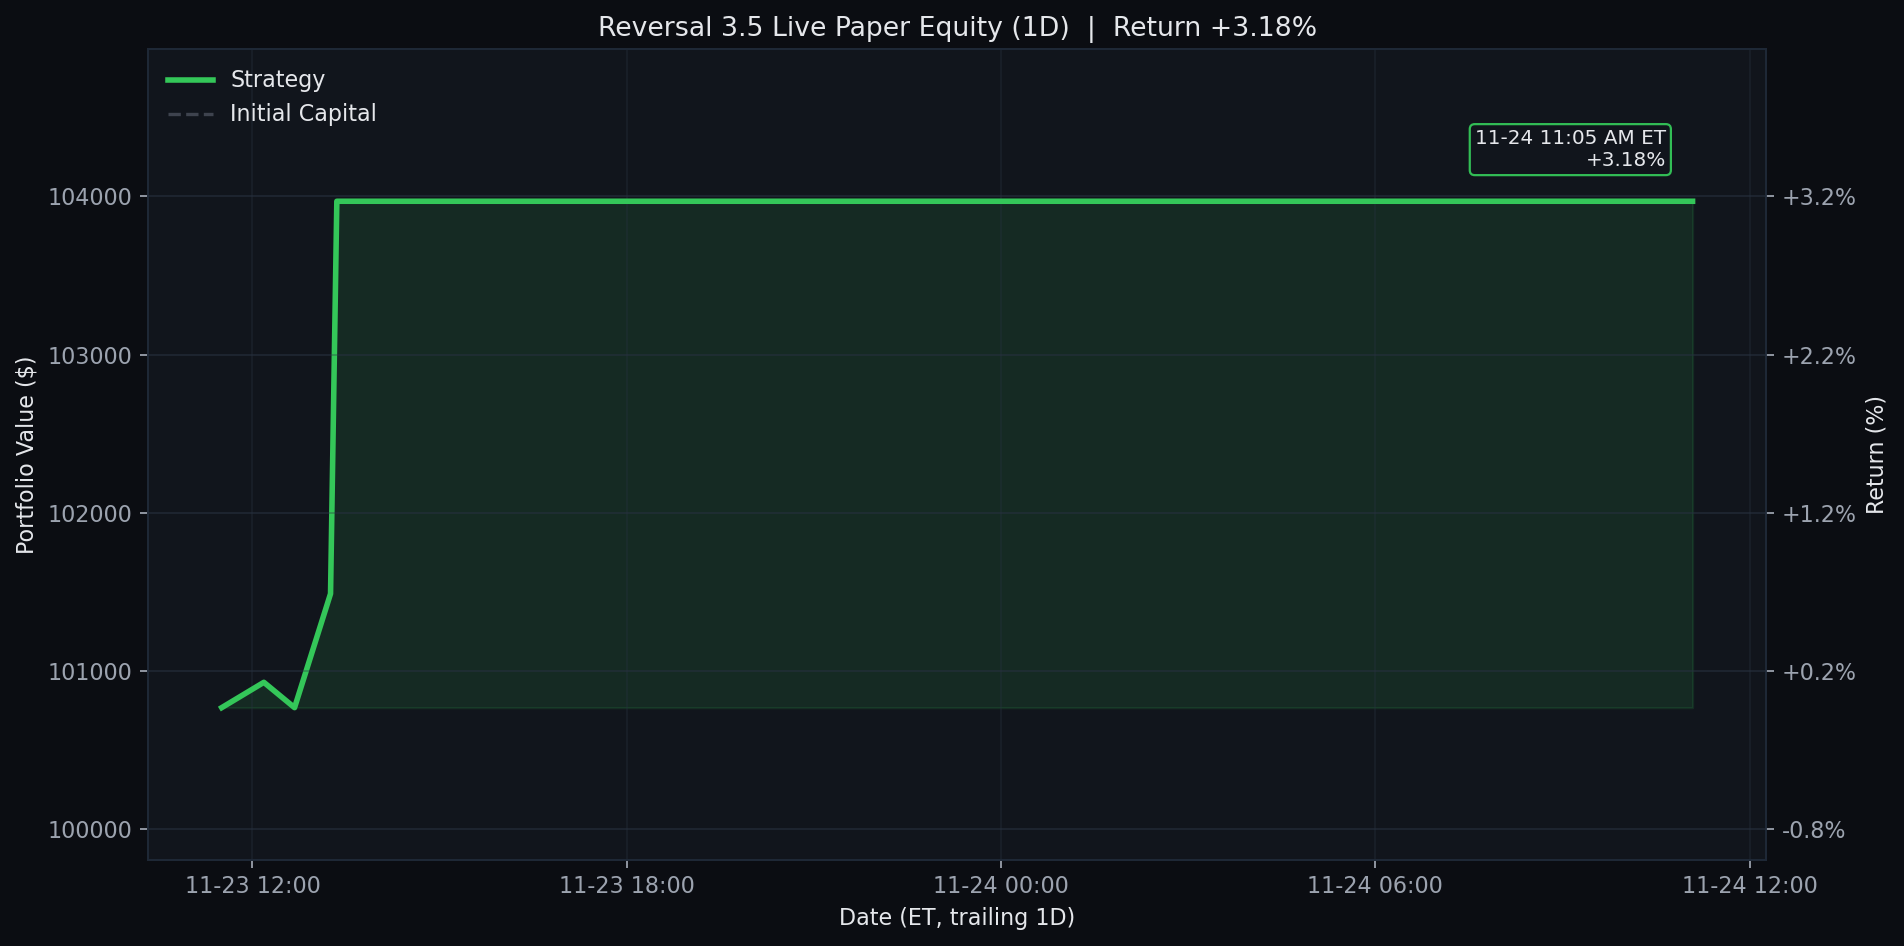 Reversal 3.5 Live Paper Equity (1D)  |  Return +3.18%
Strategy
Initial Capital
11-24 11:05 AM ET
+3.18%
104000
103000
102000
101000
100000
Portfolio Value ($)
+3.2%
+2.2%
+1.2%
+0.2%
-0.8%
Return (%)
11-23 12:00
11-23 18:00
11-24 00:00
11-24 06:00
11-24 12:00
Date (ET, trailing 1D)